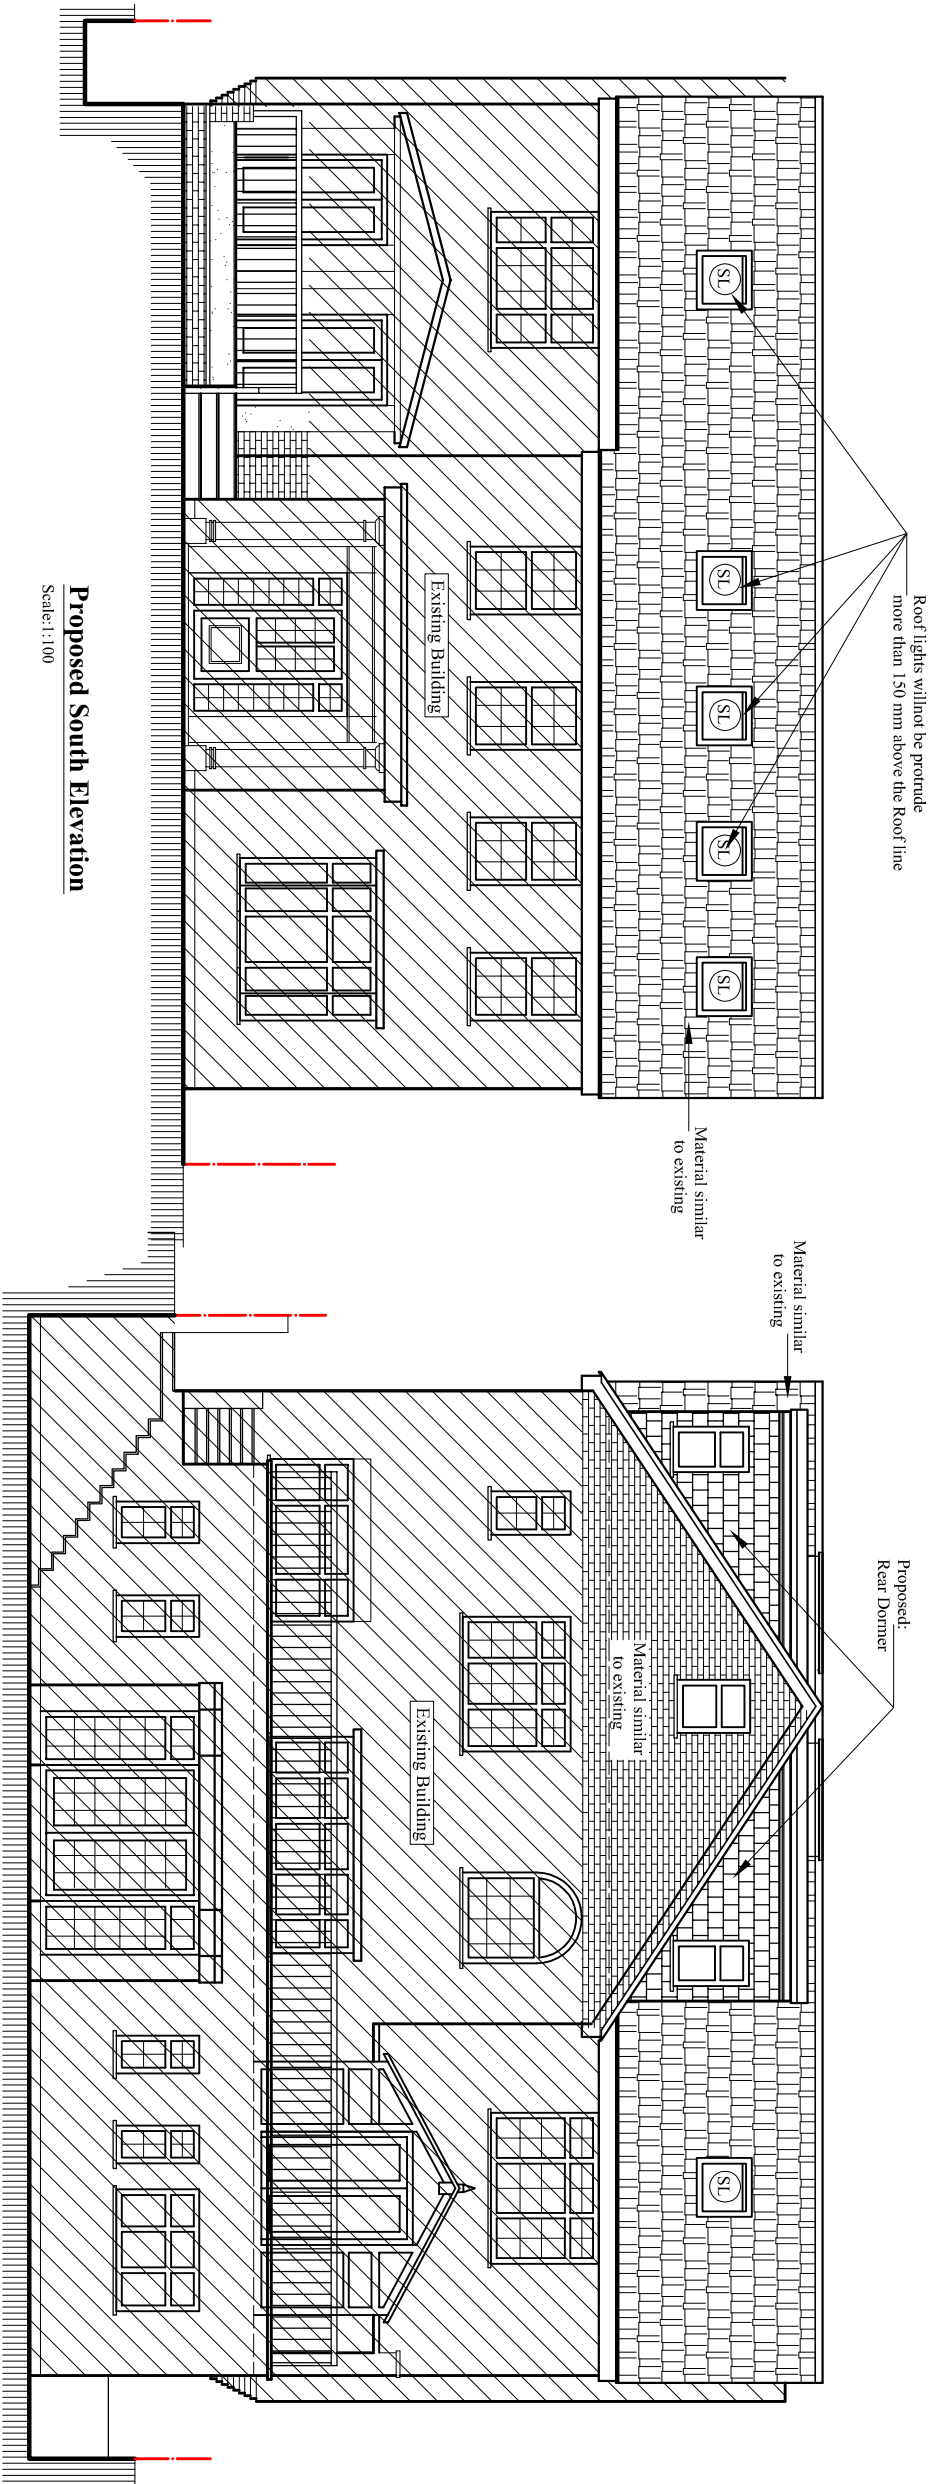 Roof lights willnot be protrude
more than 150 mm above the Roof line
SL
SL
SL
SL
SL
Material similar
to existing
Existing Building
Proposed South Elevation
Scale:1:100
Proposed:
Rear Dormer
Material similar
to existing
Material similar
to existing
SL
Existing Building